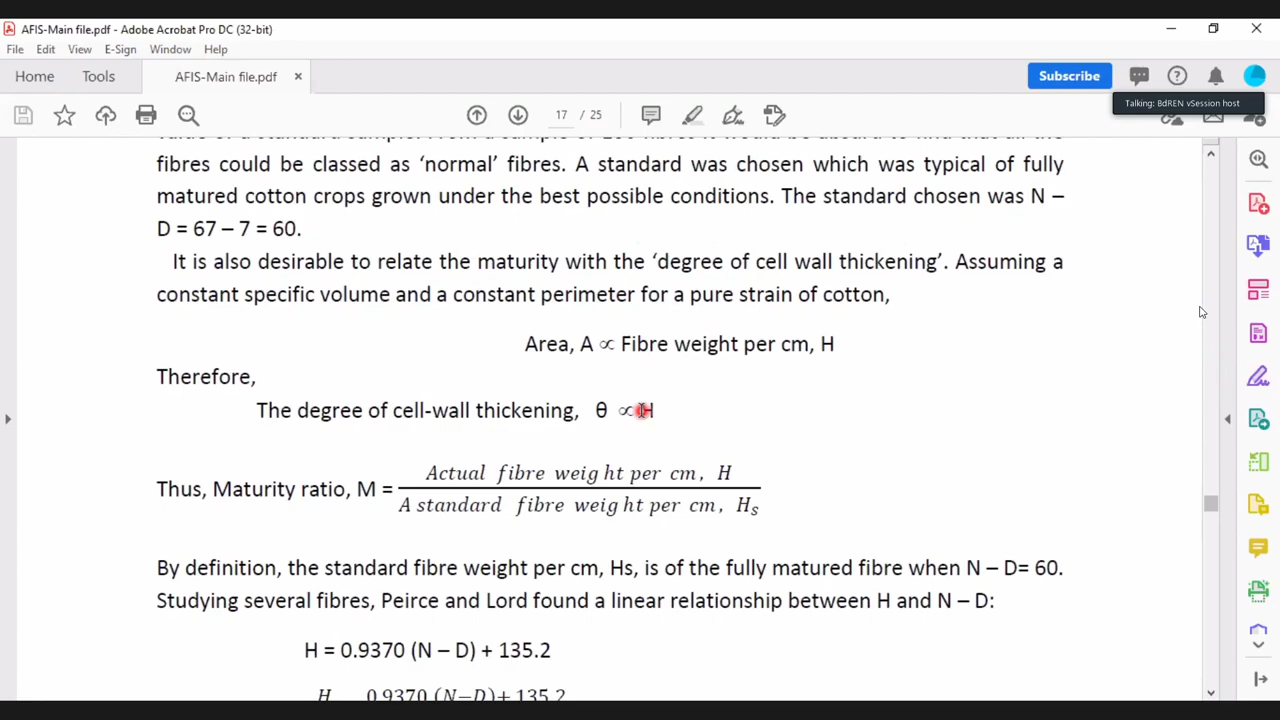 AFIS-Main file.pdf - Adobe Acrobat Pro DC (32-bit)
File Edit View E-Sign Window Help
Home Tools AFIS-Main file.pdf × Subscribe
Talking: BdREN vSession host
17 / 25
fibres could be classed as ‘normal’ fibres. A standard was chosen which was typical of fully
matured cotton crops grown under the best possible conditions. The standard chosen was N –
D = 67 – 7 = 60.
It is also desirable to relate the maturity with the ‘degree of cell wall thickening’. Assuming a
constant specific volume and a constant perimeter for a pure strain of cotton,
Area, A ∝ Fibre weight per cm, H
Therefore,
The degree of cell-wall thickening, θ ∝ H
Actual fibre weight per cm, H
Thus, Maturity ratio, M =
A standard fibre weight per cm, Hₛ
By definition, the standard fibre weight per cm, Hs, is of the fully matured fibre when N – D= 60.
Studying several fibres, Peirce and Lord found a linear relationship between H and N – D:
H = 0.9370 (N – D) + 135.2
H 0.9370 (N−D)+ 135.2